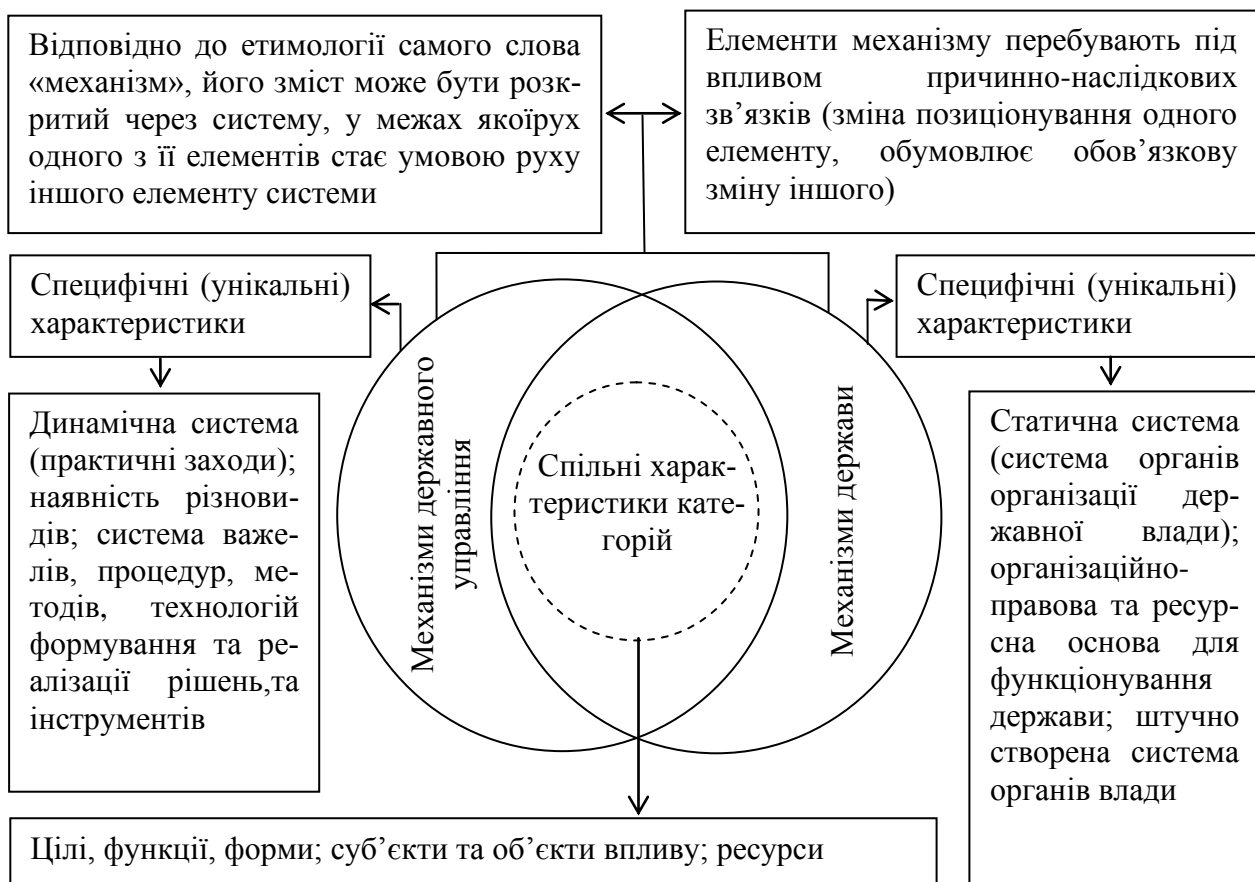 Відповідно до етимології самого слова
«механізм», його зміст може бути розк-
ритий через систему, у межах якоїрух
одного з її елементів стає умовою руху
іншого елементу системи
Елементи механізму перебувають під
впливом причинно-наслідкових
зв’язків (зміна позиціонування одного
елементу, обумовлює обов’язкову
зміну іншого)
Специфічні (унікальні)
характеристики
Специфічні (унікальні)
характеристики
Динамічна система
(практичні заходи);
наявність різнови-
дів; система важе-
лів, процедур, ме-
тодів, технологій
формування та ре-
алізації рішень,та
інструментів
Механізми державного
управління
Спільні харак-
теристики кате-
горій
Механізми держави
Статична система
(система органів
організації дер-
жавної влади);
організаційно-
правова та ресур-
сна основа для
функціонування
держави; штучно
створена система
органів влади
Цілі, функції, форми; суб’єкти та об’єкти впливу; ресурси